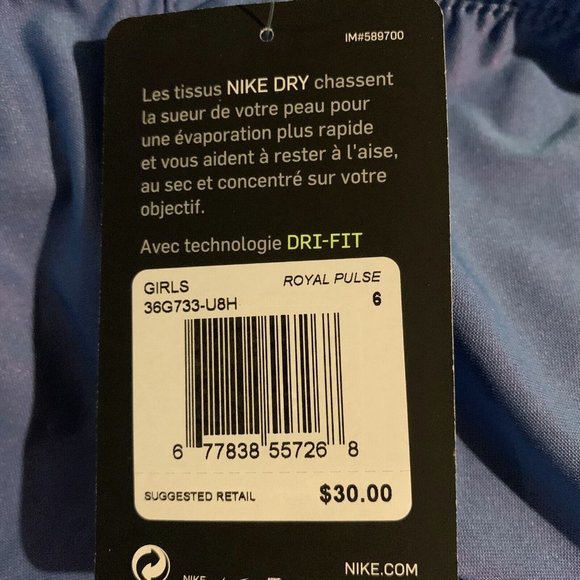 IM#589700
Les tissus NIKE DRY chassent
la sueur de votre peau pour
une évaporation plus rapide
et vous aident à rester à l'aise,
au sec et concentré sur votre
objectif.
Avec technologie DRI-FIT
GIRLS ROYAL PULSE
36G733-U8H 6
6 77838 55726 8
SUGGESTED RETAIL $30.00
NIKE
NIKE.COM